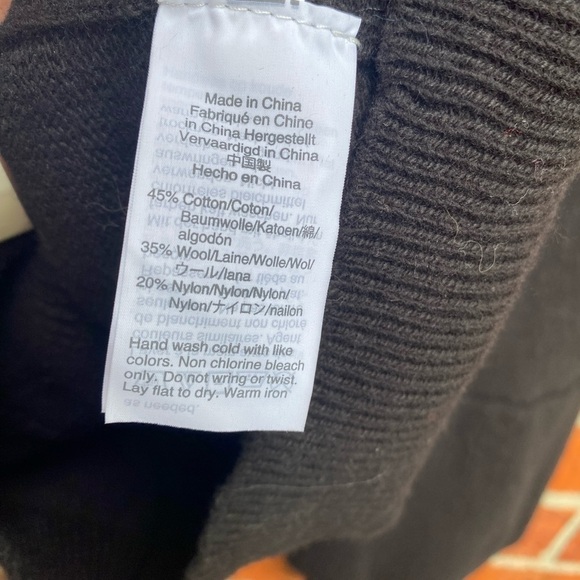 Made in China
Fabriqué en Chine
in China Hergestellt
Vervaardigd in China
中国製
Hecho en China
45% Cotton/Coton/
Baumwolle/Katoen/綿/
algodón
35% Wool/Laine/Wolle/Wol/
ウール/lana
20% Nylon/Nylon/Nylon/
Nylon/ナイロン/nailon
Hand wash cold with like
colors. Non chlorine bleach
only. Do not wring or twist.
Lay flat to dry. Warm iron
as needed.